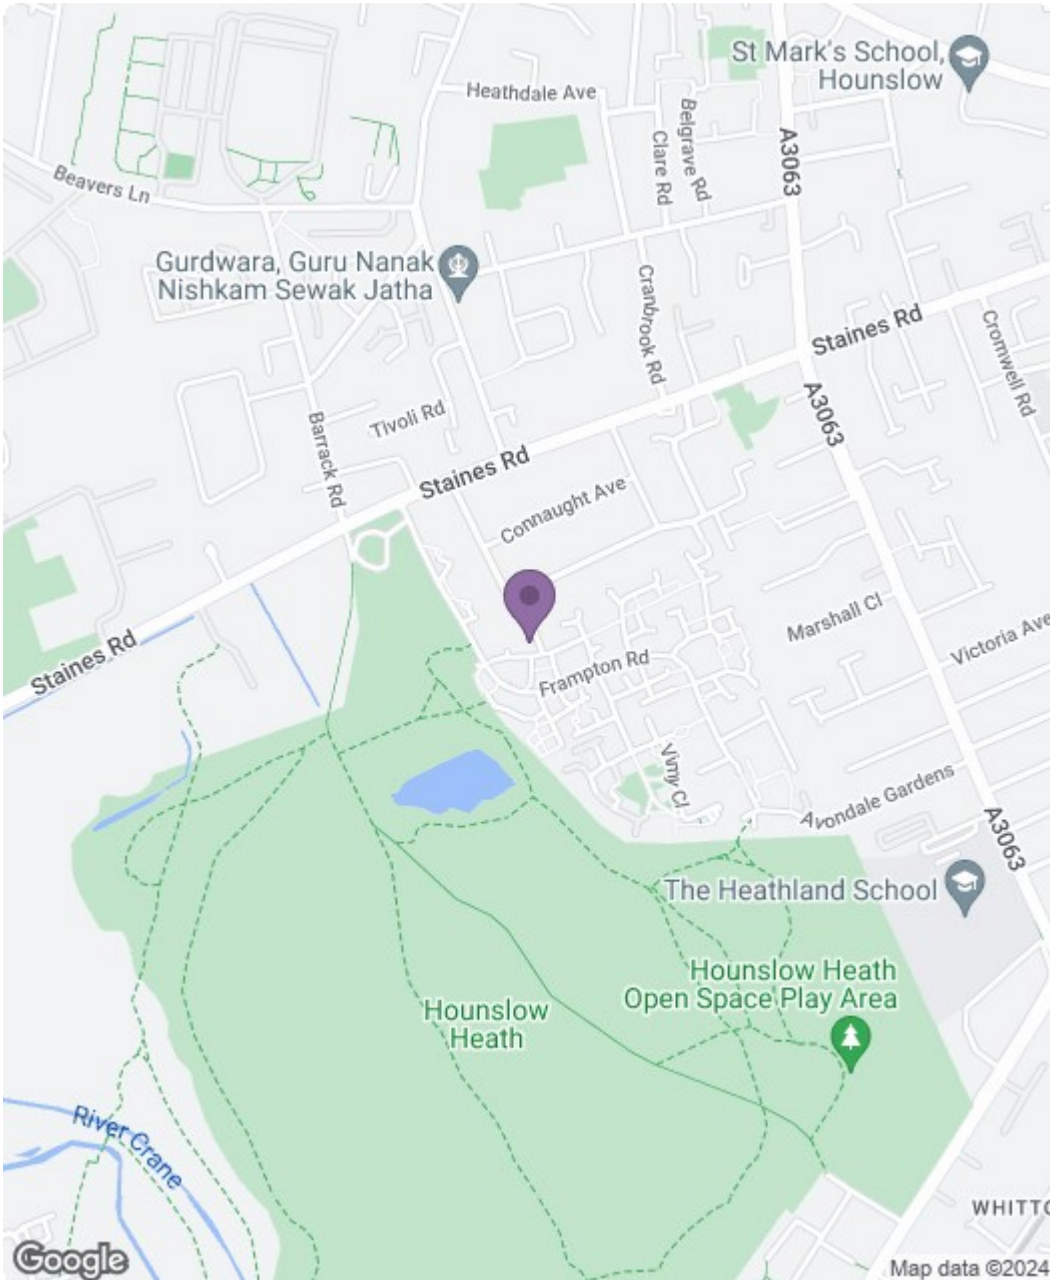 St Mark's School,
Hounslow
Heathdale Ave
Belgrave Rd
Clare Rd
A3063
Beavers Ln
Gurdwara, Guru Nanak
Nishkam Sewak Jatha
Cranbrook Rd
Staines Rd
Cromwell Rd
A3063
Tivoli Rd
Barrack Rd
Staines Rd
Connaught Ave
Marshall Cl
Victoria Ave
Staines Rd
Frampton Rd
Vimy Cl
Avondale Gardens
A3063
The Heathland School
Hounslow Heath
Open Space Play Area
Hounslow
Heath
River Crane
WHITTO
Google
Map data ©2024